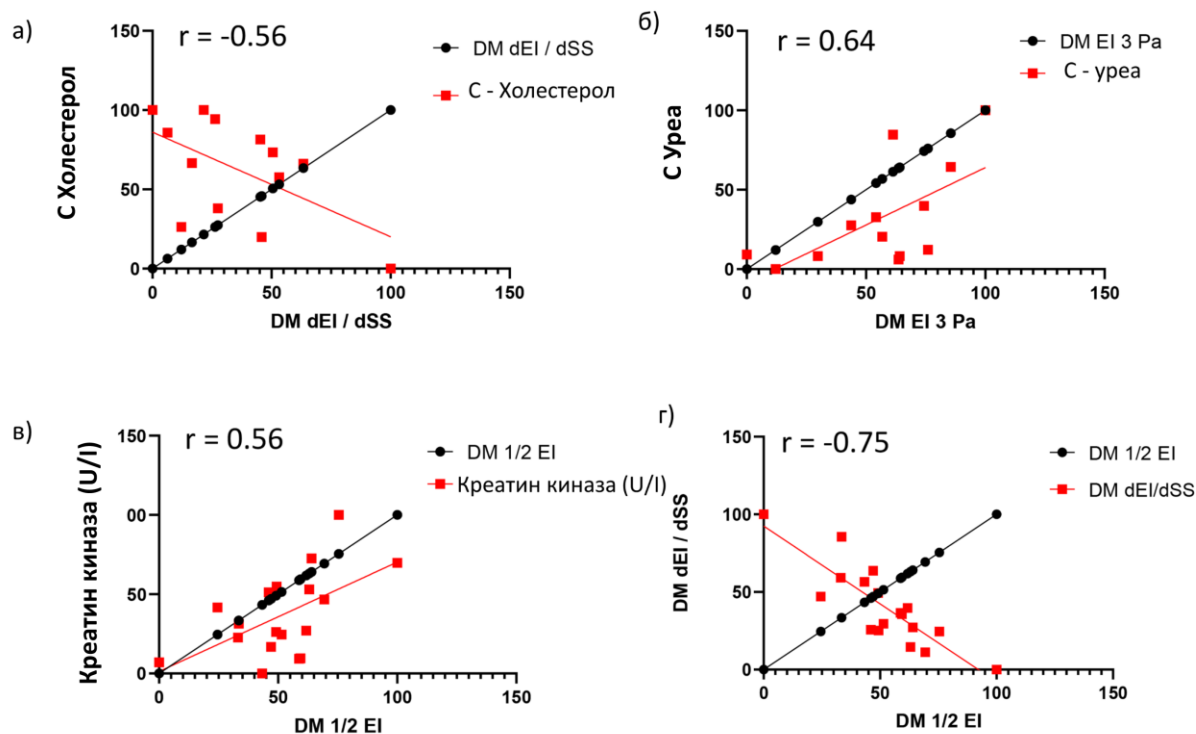 а)
r = -0.56
DM dEI / dSS
С - Холестерол
С Холестерол
150
100
50
0
0 50 100 150
DM dEI / dSS
б)
r = 0.64
DM EI 3 Pa
С - уреа
С Уреа
150
100
50
0
0 50 100 150
DM EI 3 Pa
в)
r = 0.56
DM 1/2 EI
Креатин киназа (U/I)
Креатин киназа (U/I)
150
00
50
0
0 50 100 150
DM 1/2 EI
г)
r = -0.75
DM 1/2 EI
DM dEI/dSS
DM dEI / dSS
150
100
50
0
0 50 100 150
DM 1/2 EI